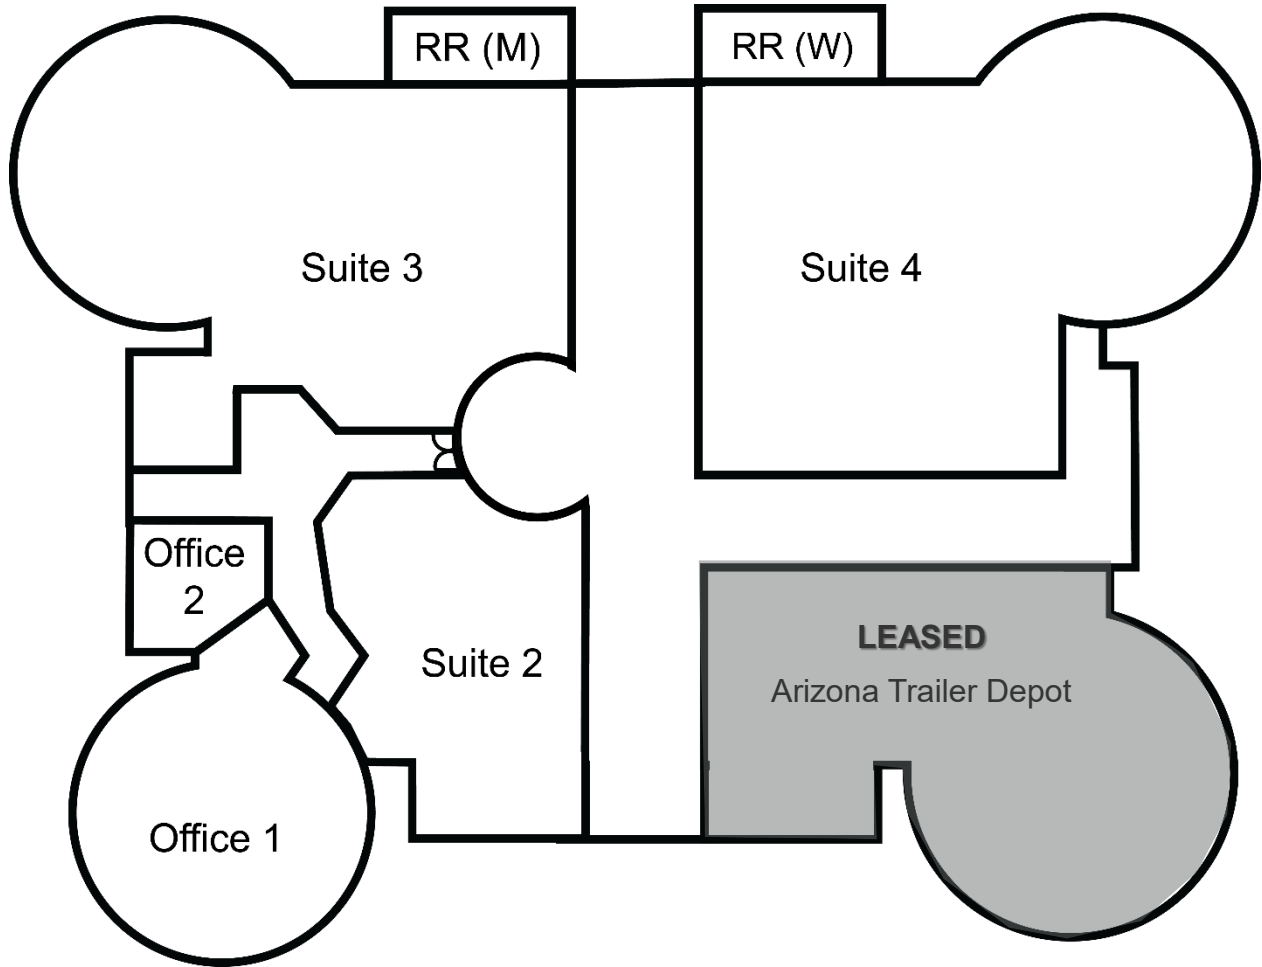 RR (M)
RR (W)
Suite 3
Suite 4
Office
2
LEASED
Arizona Trailer Depot
Suite 2
Office 1